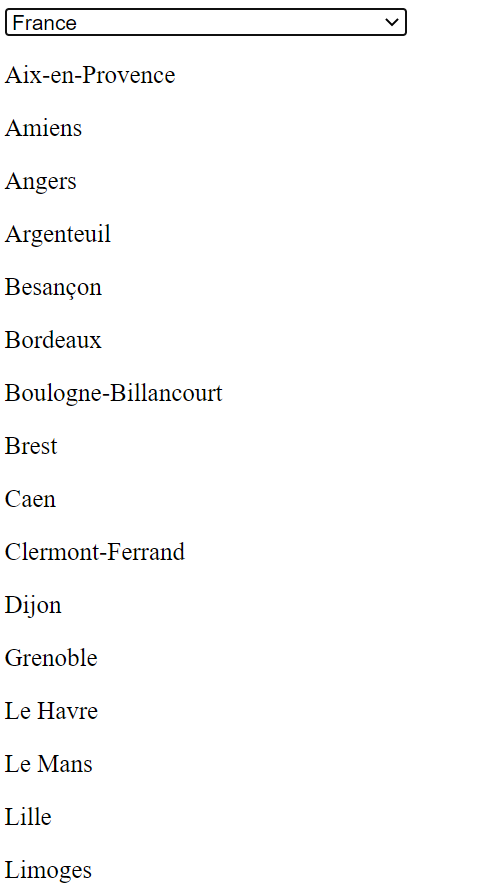 France
Aix-en-Provence
Amiens
Angers
Argenteuil
Besançon
Bordeaux
Boulogne-Billancourt
Brest
Caen
Clermont-Ferrand
Dijon
Grenoble
Le Havre
Le Mans
Lille
Limoges